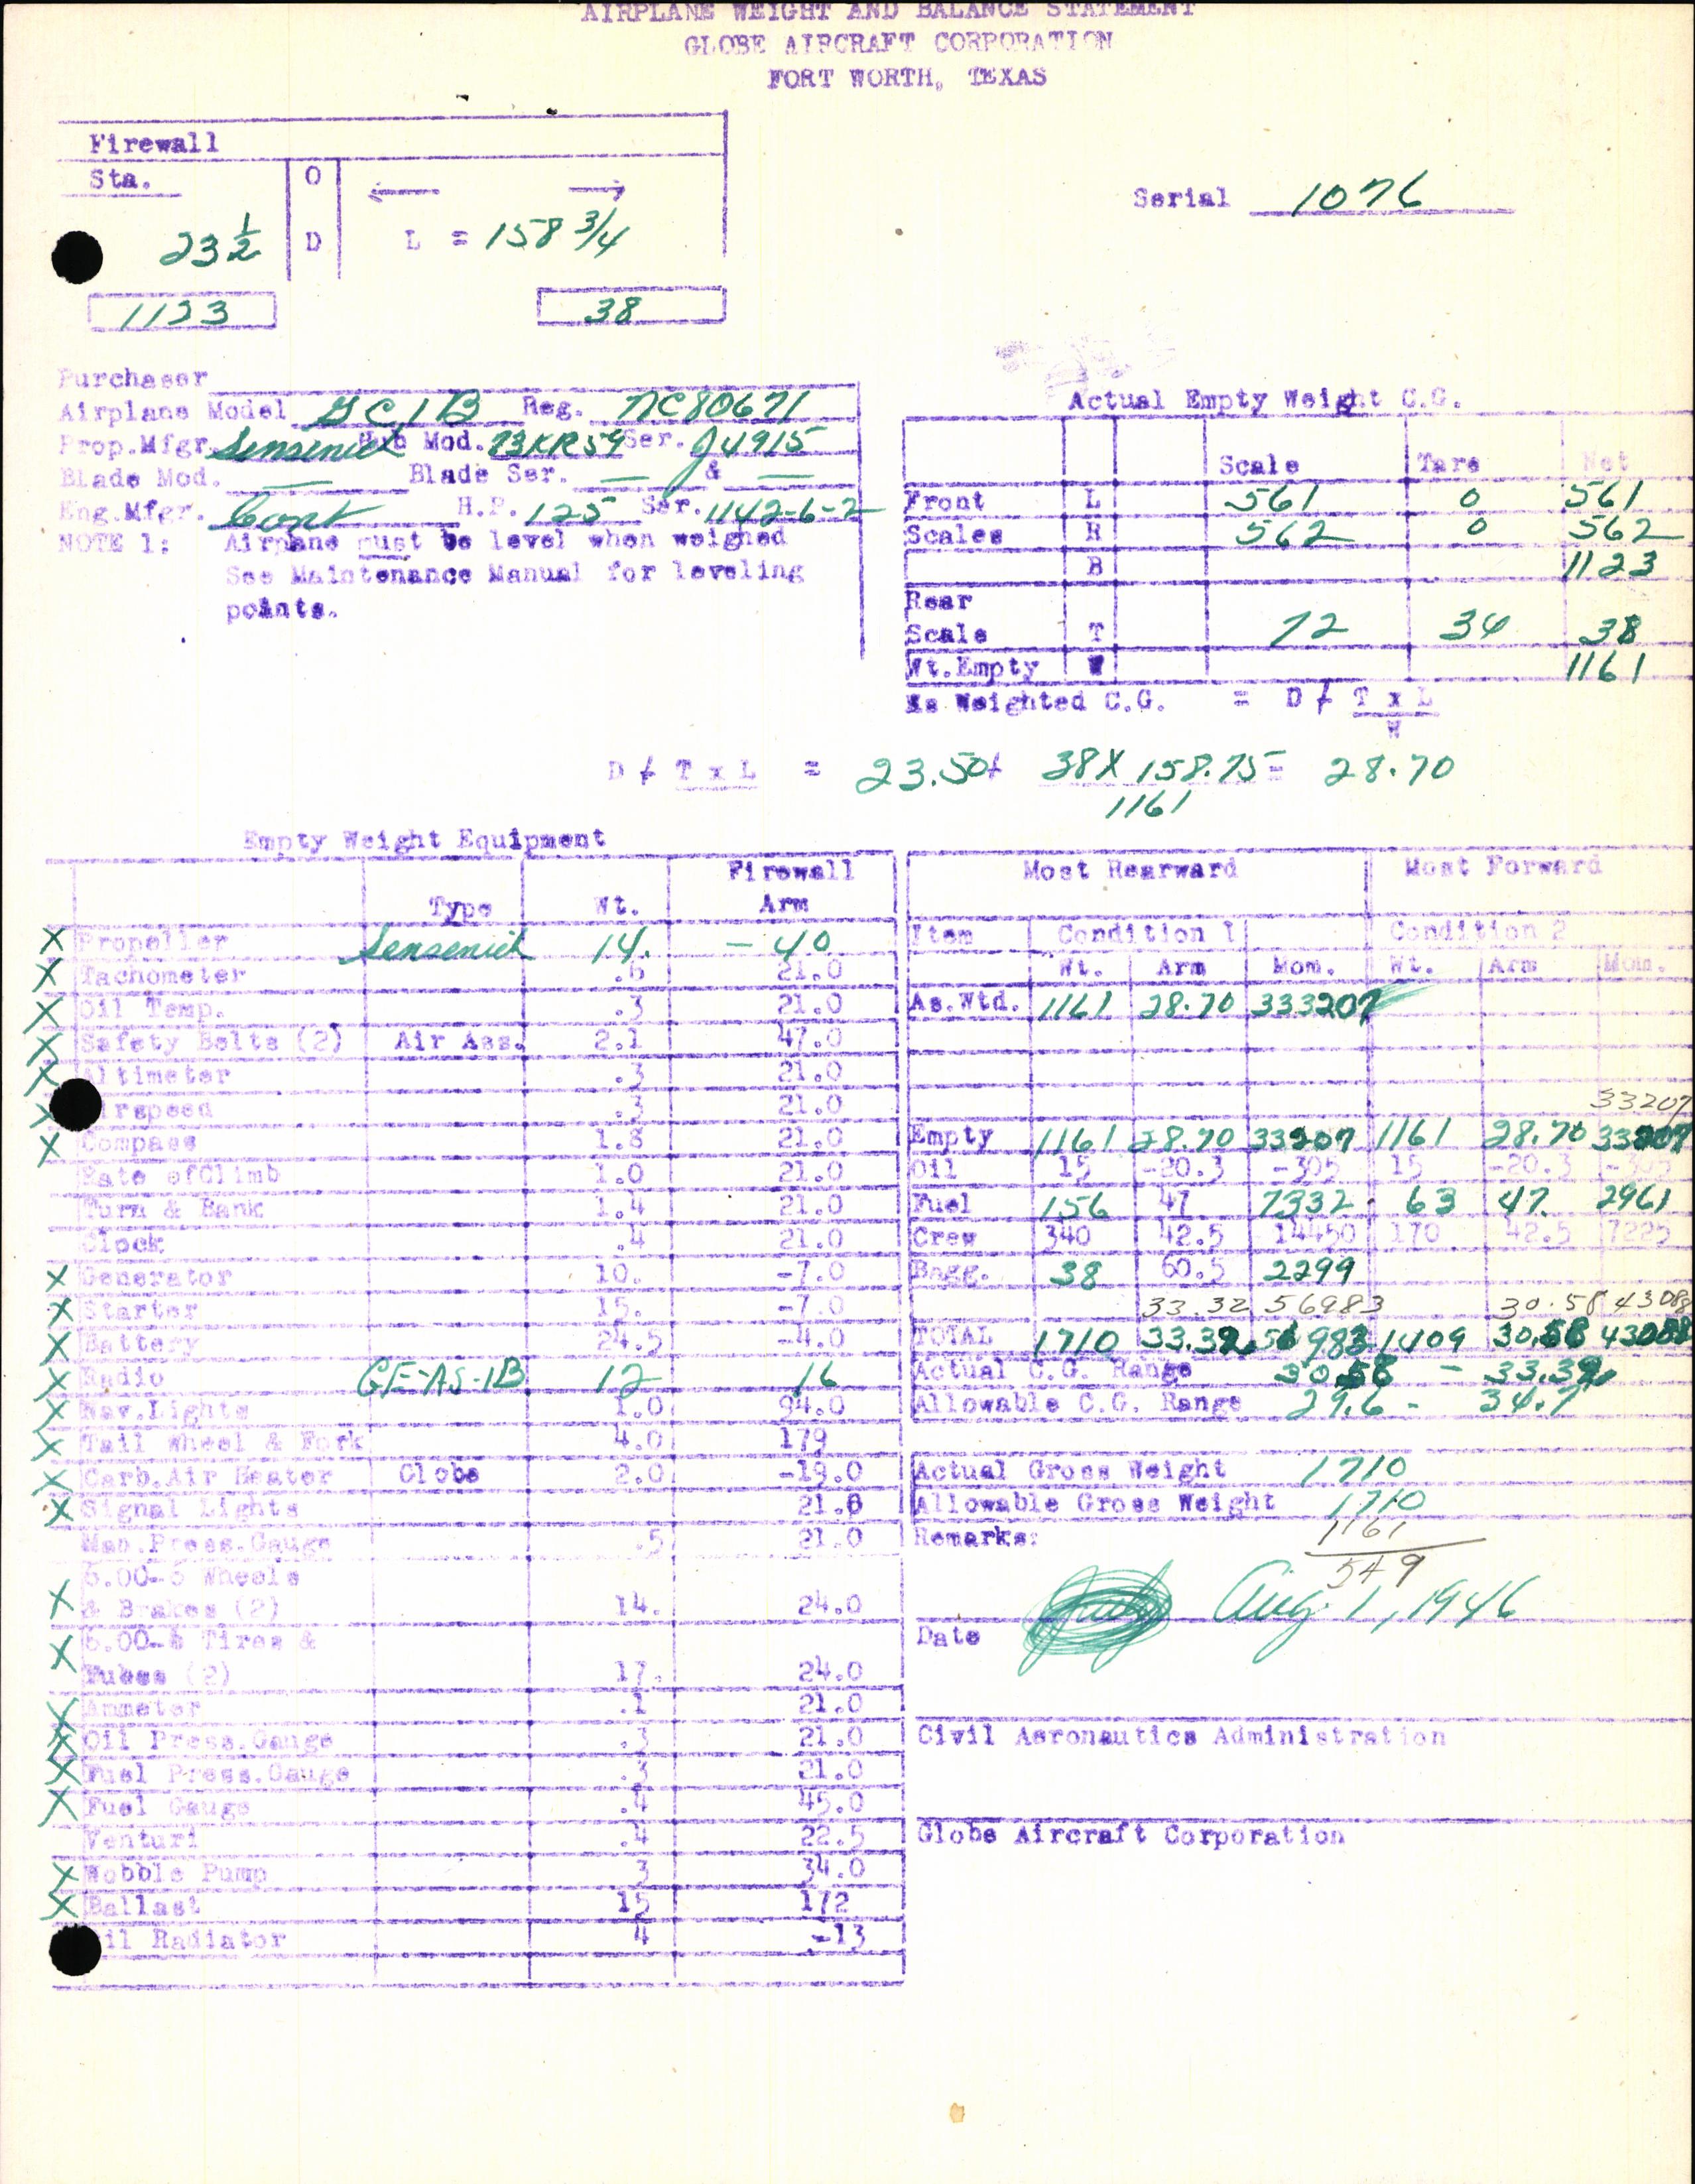 AIRPLANE WEIGHT AND BALANCE STATEMENT
GLOBE AIRCRAFT CORPORATION
FORT WORTH, TEXAS
Firewall
Sta. O
23 1/2 D L = 158 3/4
1123 38
Serial 1076
Purchaser
Airplane Model GC1B Reg. NC80671
Prop.Mfgr. Sensenich Hub Mod. 73KR59 Ser. J4915
Blade Mod. — Blade Ser. — & —
Eng.Mfgr. Cont H.P. 125 Ser. 1142-6-2
NOTE 1: Airplane must be level when weighed
See Maintenance Manual for leveling
points.
Actual Empty Weight C.G.
Scale Tare Net
Front L 561 0 561
Scales R 562 0 562
B 1123
Rear
Scale T 72 34 38
Wt.Empty W 1161
As Weighted C.G. = D + T x L
W
D + T x L = 23.50+ 38 X 158.75 = 28.70
1161
Empty Weight Equipment
Type Wt. Firewall Arm
X Propeller Sensenich 14. -40
X Tachometer .6 21.0
X Oil Temp. .3 21.0
X Safety Belts (2) Air Ass. 2.1 47.0
X Altimeter .3 21.0
X irspeed .3 21.0
X Compass 1.8 21.0
Rate ofClimb 1.0 21.0
Turn & Bank 1.4 21.0
Clock .4 21.0
X Generator 10. -7.0
X Starter 15. -7.0
X Battery 24.5 -4.0
X Radio GE-AS-1B 12 16
X Nav.Lights 1.0 94.0
X Tail Wheel & Fork 4.0 179
X Carb.Air Heater Globe 2.0 -19.0
X Signal Lights 21.0
Man.Press.Gauge .5 21.0
6.00-6 Wheels
X & Brakes (2) 14. 24.0
X 6.00-6 Tires &
Tubes (2) 17. 24.0
X Ammeter .1 21.0
X Oil Press.Gauge .3 21.0
X Fuel Press.Gauge .3 21.0
X Fuel Gauge .4 45.0
Venturi .4 22.5
X Wobble Pump 3 34.0
X Ballast 15 172
il Radiator 4 -13
Most Rearward Most Forward
Item Condition 1 Condition 2
Wt. Arm Mom. Wt. Arm Mom.
As.Wtd. 1161 28.70 333207
33207
Empty 1161 28.70 33207 1161 28.70 33207
Oil 15 -20.3 -305 15 -20.3 -305
Fuel 156 47 7332 63 47. 2961
Crew 340 42.5 14450 170 42.5 7225
Bagg. 38 60.5 2299
33.32 56983 30.58 43088
TOTAL 1710 33.32 56983 1409 30.58 43088
Actual C.G. Range 30.58 - 33.32
Allowable C.G. Range 29.6 - 34.7
Actual Gross Weight 1710
Allowable Gross Weight 1710
Remarks: 1161
549
Aug. 1, 1946
Date
Civil Aeronautics Administration
Globe Aircraft Corporation